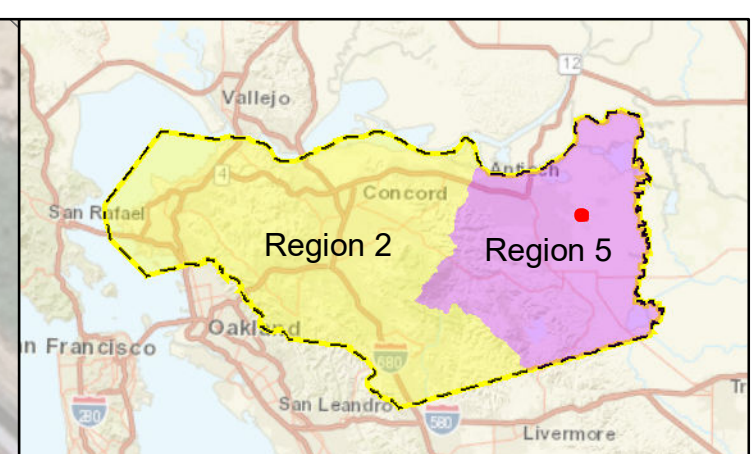 12
Vallejo
Antioch
4
Concord
San Rafael
Region 2
Region 5
Oakland
n Francisco
680
San Leandro
Tr
280
580
Livermore